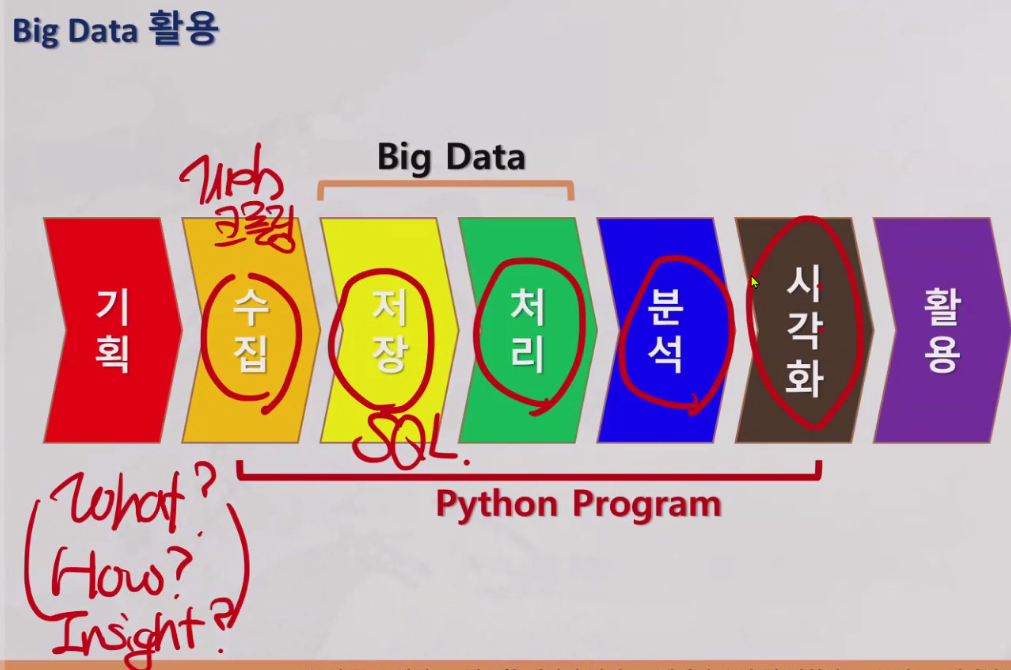 Big Data 활용
Big Data
Web
크롤링
기획
수집
저장
처리
분석
시각화
활용
SQL.
Python Program
What?
How?
Insight?